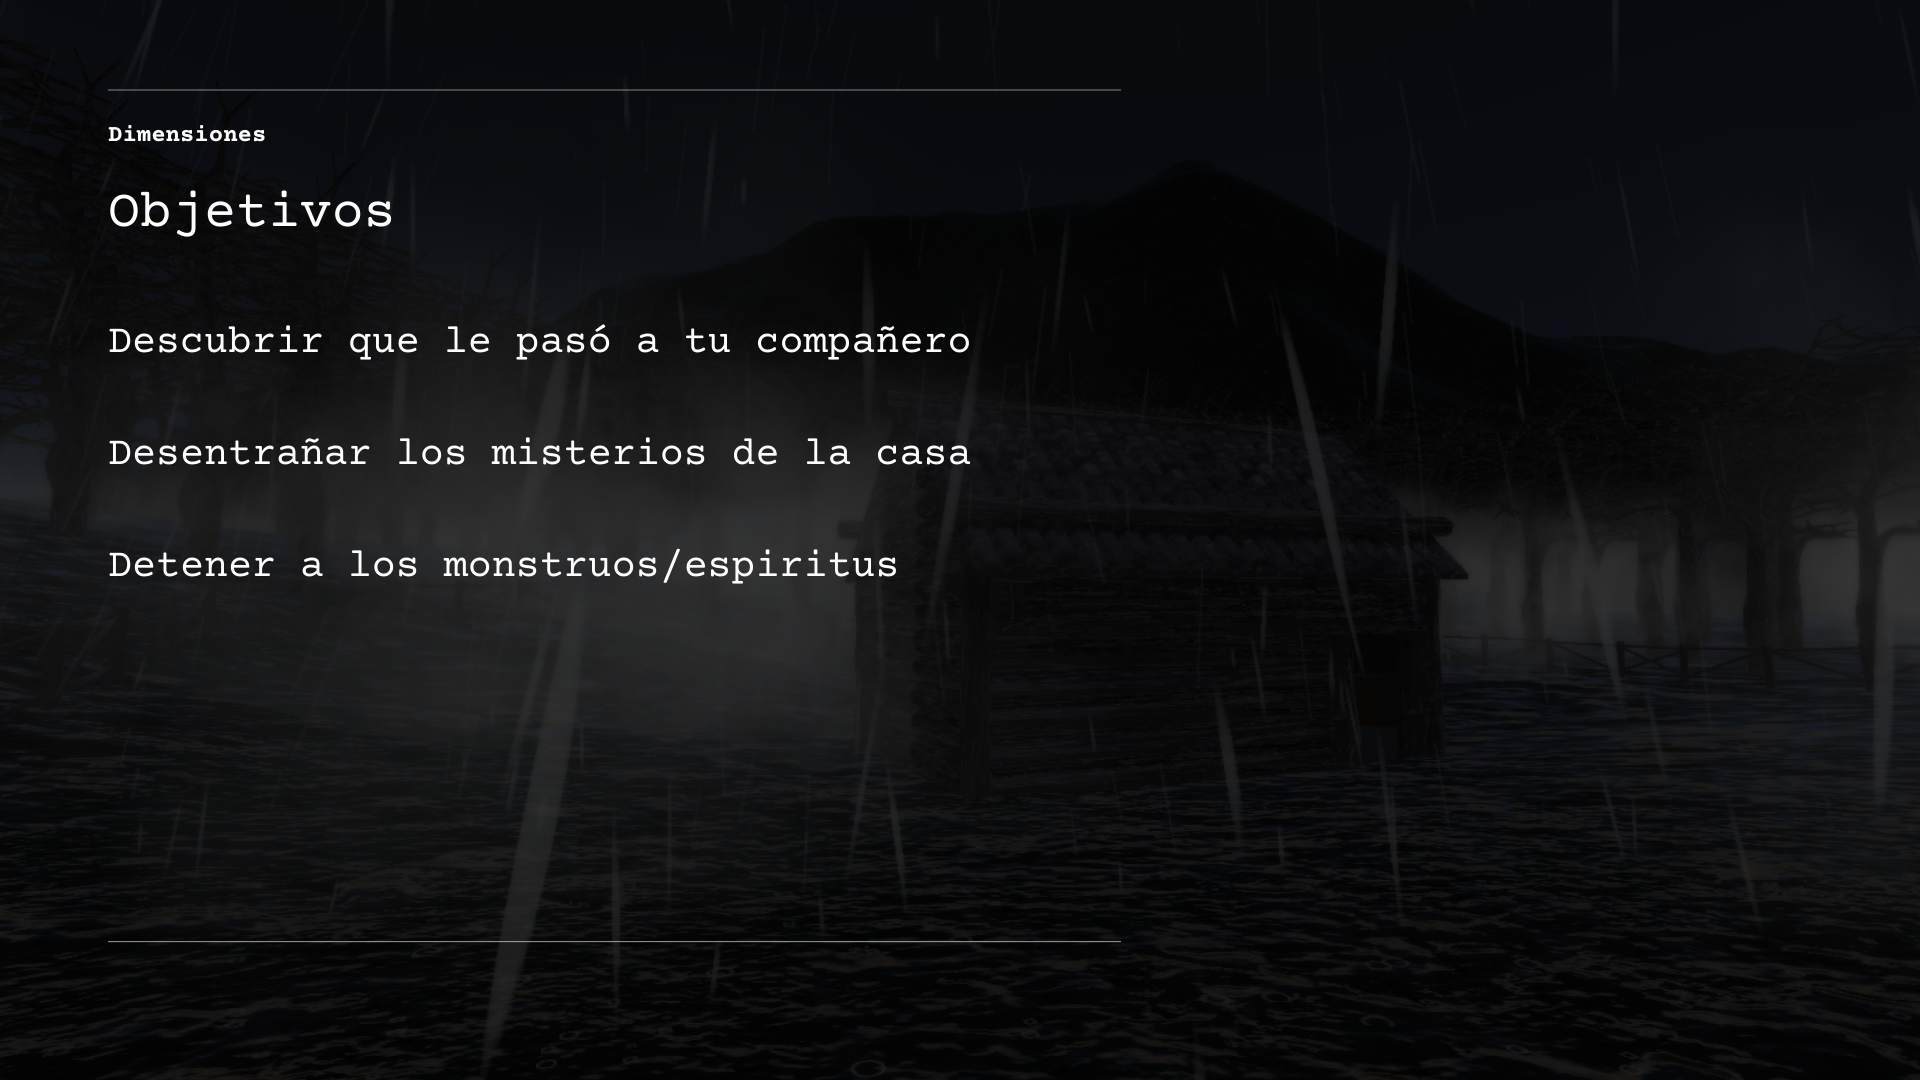 Dimensiones
Objetivos
Descubrir que le pasó a tu compañero
Desentrañar los misterios de la casa
Detener a los monstruos/espiritus